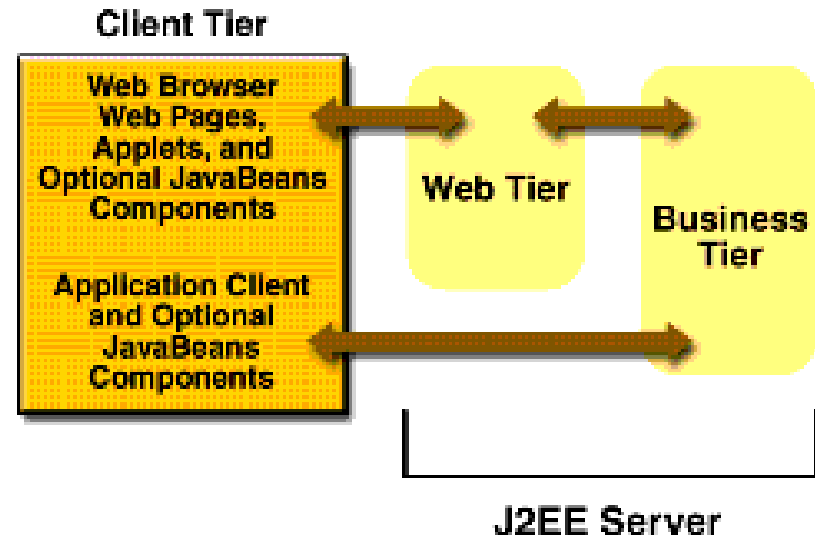 Client Tier
Web Browser
Web Pages,
Applets, and
Optional JavaBeans
Components
Application Client
and Optional
JavaBeans
Components
Web Tier
Business
Tier
J2EE Server